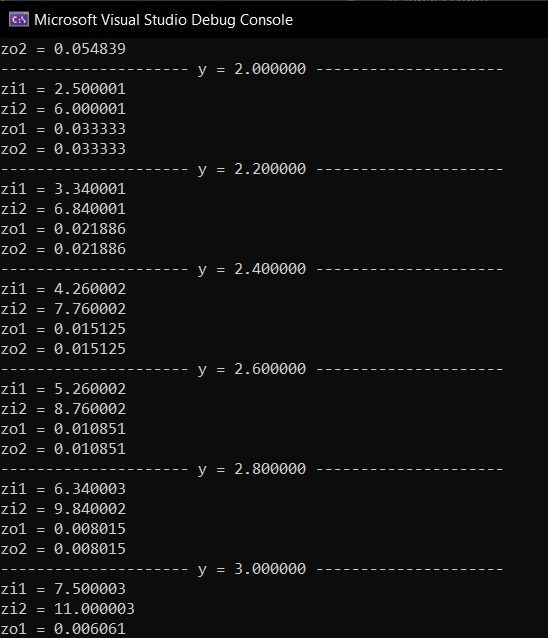 Microsoft Visual Studio Debug Console
zo2 = 0.054839
--------------------- y = 2.000000 ---------------------
zi1 = 2.500001
zi2 = 6.000001
zo1 = 0.033333
zo2 = 0.033333
--------------------- y = 2.200000 ---------------------
zi1 = 3.340001
zi2 = 6.840001
zo1 = 0.021886
zo2 = 0.021886
--------------------- y = 2.400000 ---------------------
zi1 = 4.260002
zi2 = 7.760002
zo1 = 0.015125
zo2 = 0.015125
--------------------- y = 2.600000 ---------------------
zi1 = 5.260002
zi2 = 8.760002
zo1 = 0.010851
zo2 = 0.010851
--------------------- y = 2.800000 ---------------------
zi1 = 6.340003
zi2 = 9.840002
zo1 = 0.008015
zo2 = 0.008015
--------------------- y = 3.000000 ---------------------
zi1 = 7.500003
zi2 = 11.000003
zo1 = 0.006061